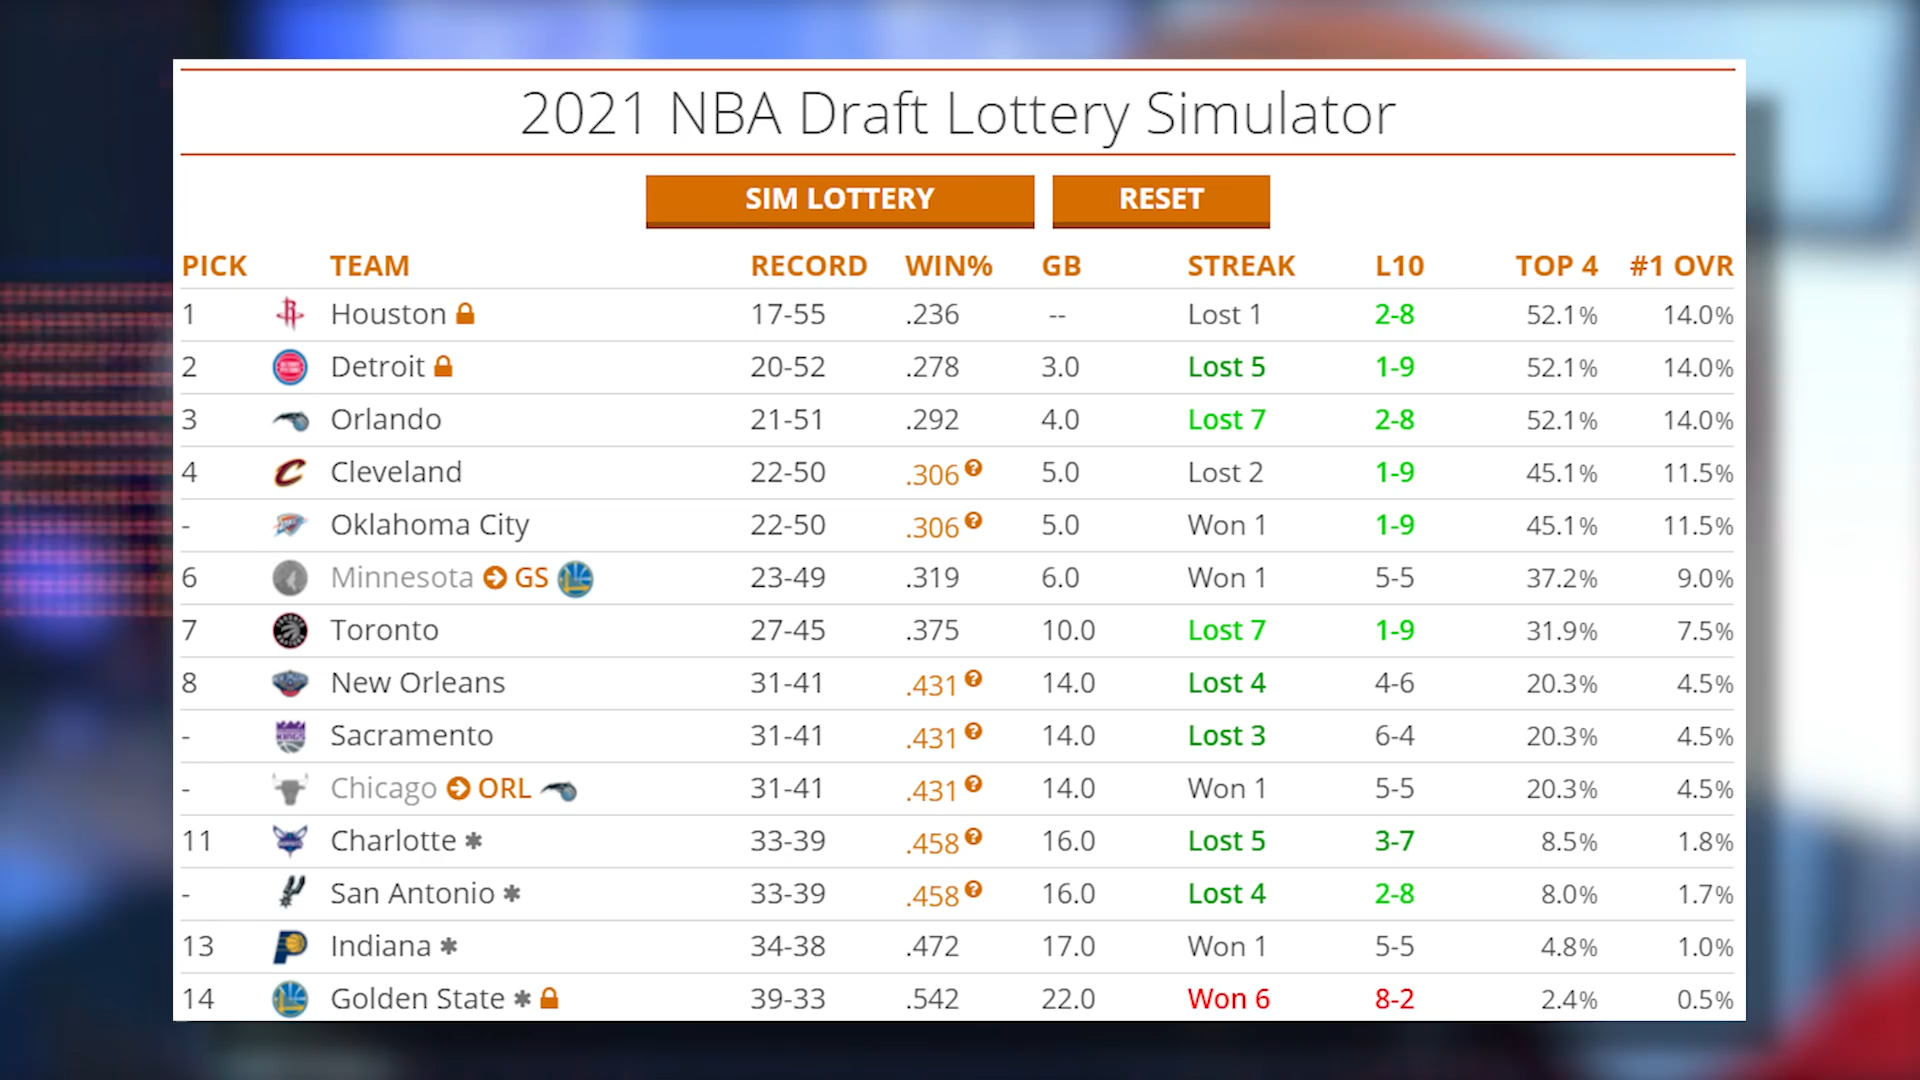 2021 NBA Draft Lottery Simulator
SIM LOTTERY RESET
PICK TEAM RECORD WIN% GB STREAK L10 TOP 4 #1 OVR
1 Houston 17-55 .236 -- Lost 1 2-8 52.1% 14.0%
2 Detroit 20-52 .278 3.0 Lost 5 1-9 52.1% 14.0%
3 Orlando 21-51 .292 4.0 Lost 7 2-8 52.1% 14.0%
4 Cleveland 22-50 .306 ? 5.0 Lost 2 1-9 45.1% 11.5%
- Oklahoma City 22-50 .306 ? 5.0 Won 1 1-9 45.1% 11.5%
6 Minnesota GS 23-49 .319 6.0 Won 1 5-5 37.2% 9.0%
7 Toronto 27-45 .375 10.0 Lost 7 1-9 31.9% 7.5%
8 New Orleans 31-41 .431 ? 14.0 Lost 4 4-6 20.3% 4.5%
- Sacramento 31-41 .431 ? 14.0 Lost 3 6-4 20.3% 4.5%
- Chicago ORL 31-41 .431 ? 14.0 Won 1 5-5 20.3% 4.5%
11 Charlotte * 33-39 .458 ? 16.0 Lost 5 3-7 8.5% 1.8%
- San Antonio * 33-39 .458 ? 16.0 Lost 4 2-8 8.0% 1.7%
13 Indiana * 34-38 .472 17.0 Won 1 5-5 4.8% 1.0%
14 Golden State * 39-33 .542 22.0 Won 6 8-2 2.4% 0.5%